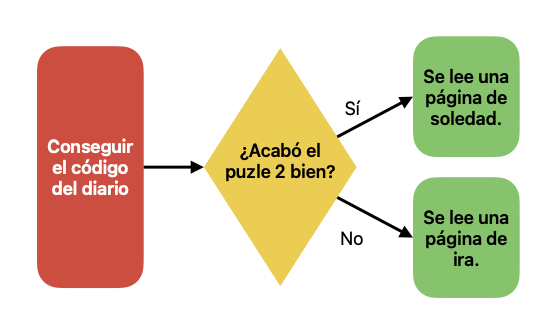 Conseguir
el código
del diario
¿Acabó el
puzle 2 bien?
Sí
Se lee una
página de
soledad.
No
Se lee una
página de
ira.